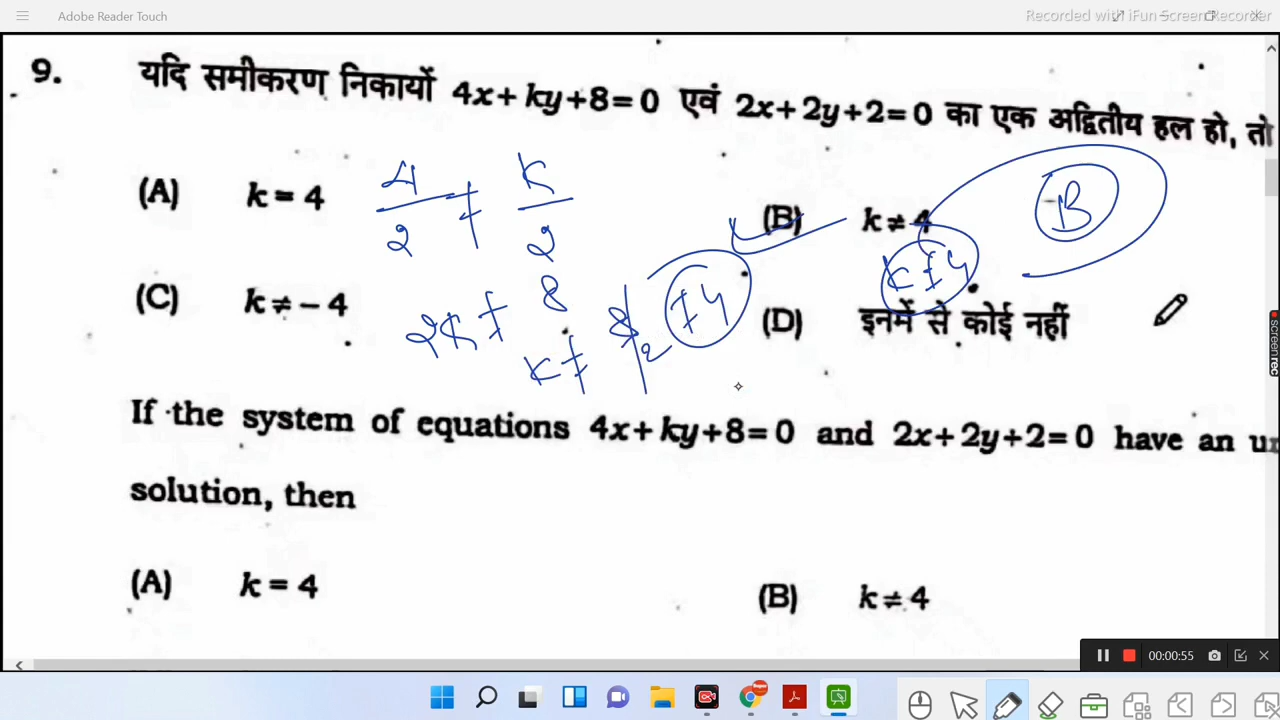 Adobe Reader Touch
Recorded with iFun Screen Recorder
9. यदि समीकरण निकायों 4x+ky+8=0 एवं 2x+2y+2=0 का एक अद्वितीय हल हो, तो
(A) k = 4
(B) k ≠ 4
4/2 ≠ k/2
B
k≠4
(C) k ≠ – 4
(D) इनमें से कोई नहीं
2k ≠ 8
k ≠ 8/2 ≠4
If the system of equations 4x+ky+8=0 and 2x+2y+2=0 have an
solution, then
(A) k = 4
(B) k ≠ 4
screenrec
00:00:55